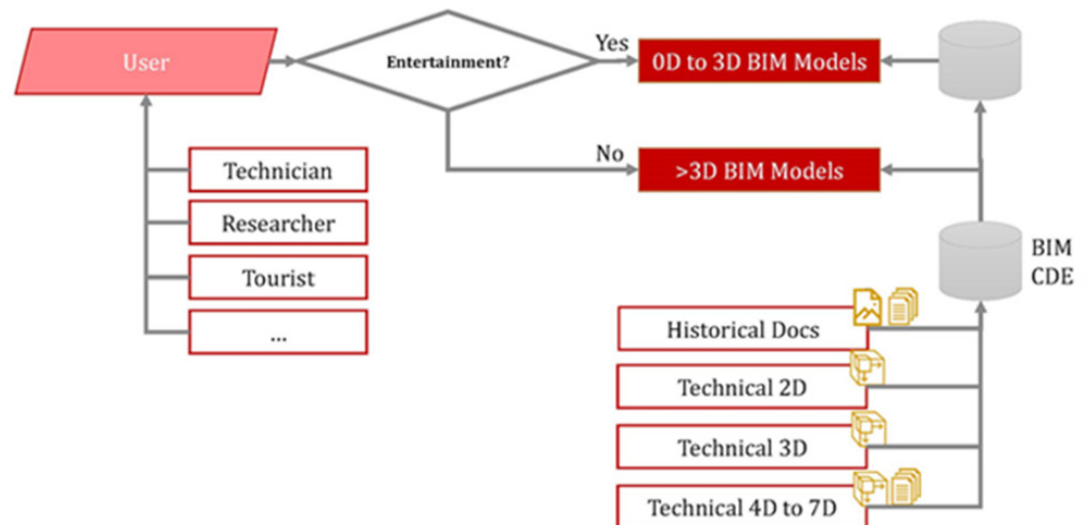 User
Entertainment?
Yes
0D to 3D BIM Models
No
>3D BIM Models
Technician
Researcher
Tourist
...
BIM
CDE
Historical Docs
Technical 2D
Technical 3D
Technical 4D to 7D